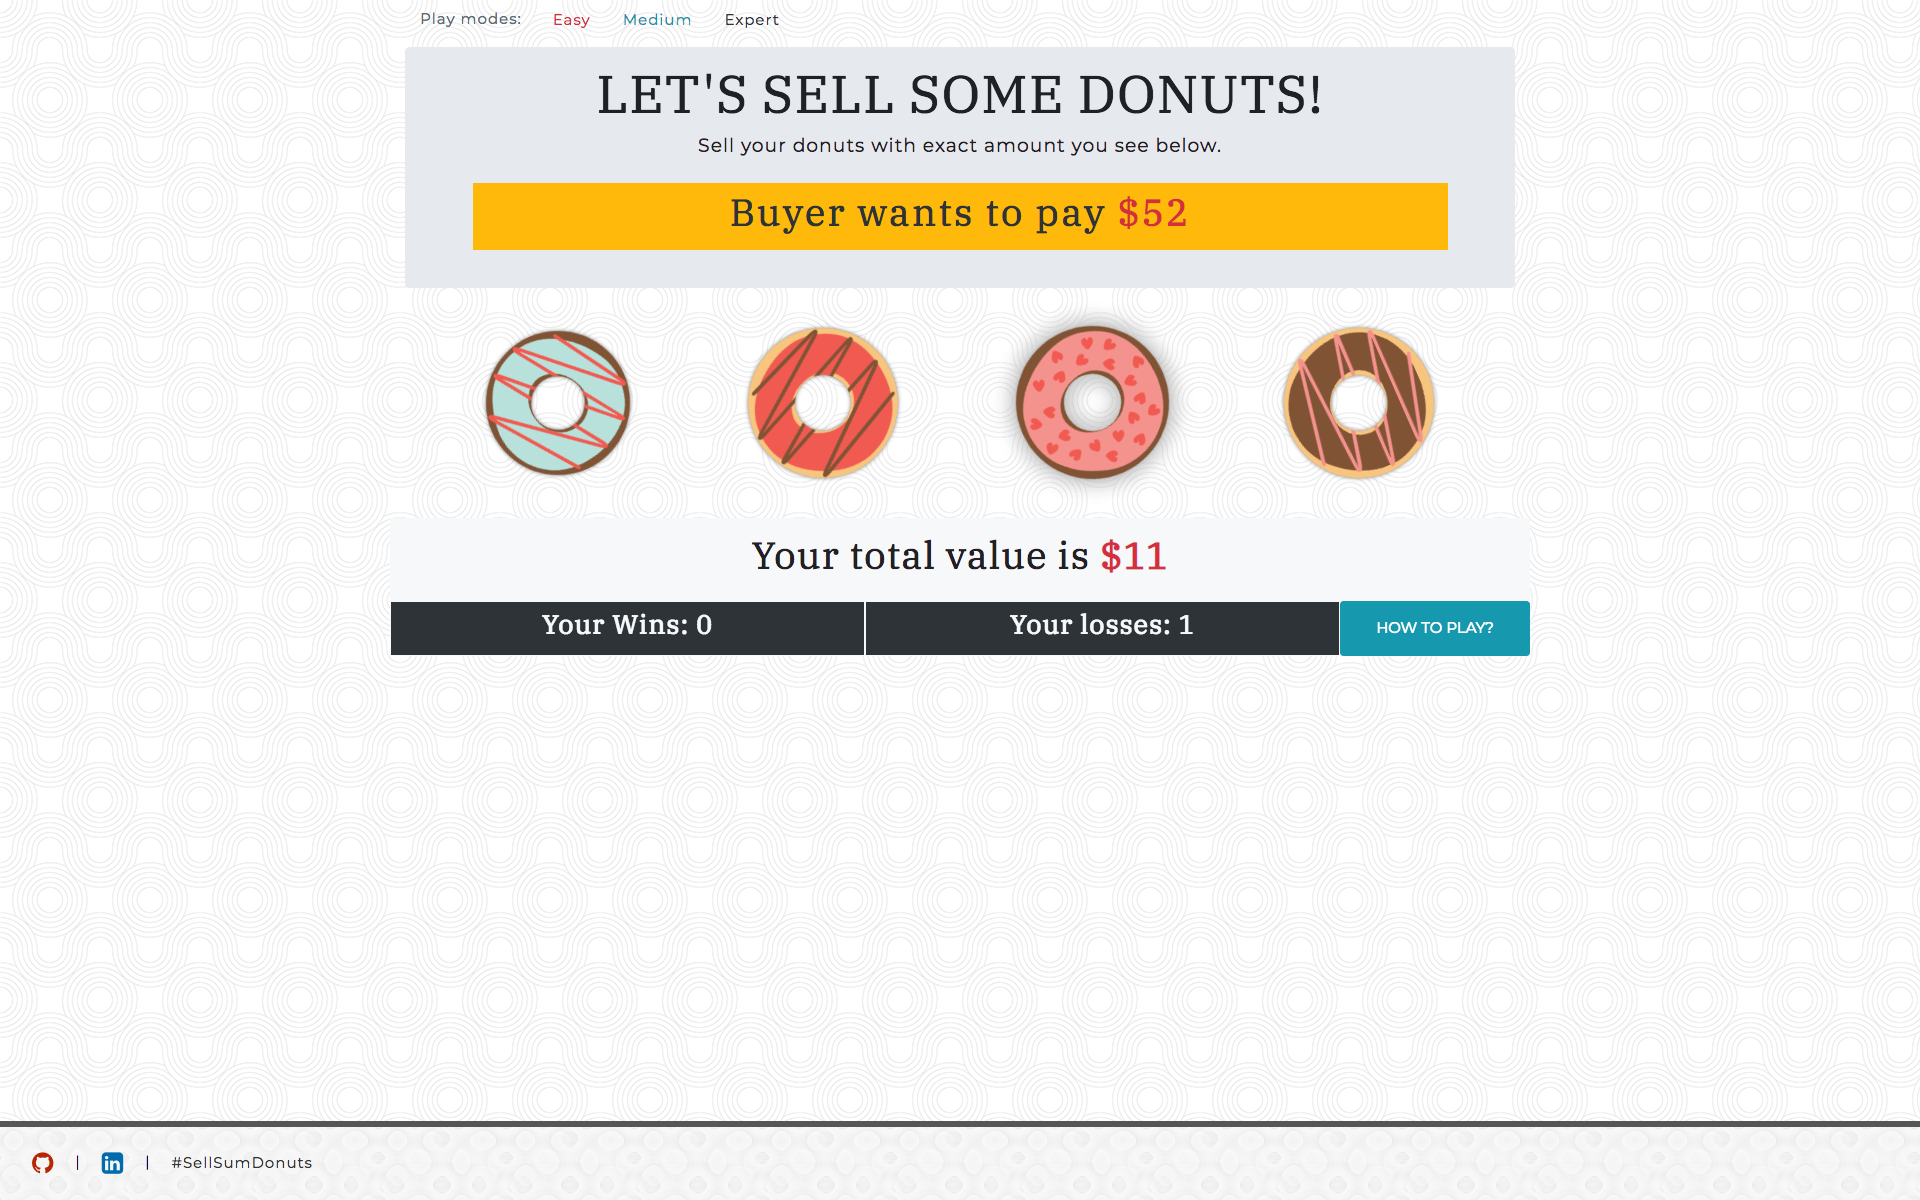 Play modes: Easy Medium Expert
LET'S SELL SOME DONUTS!
Sell your donuts with exact amount you see below.
Buyer wants to pay $52
Your total value is $11
Your Wins: 0 Your losses: 1 HOW TO PLAY?
| in | #SellSumDonuts